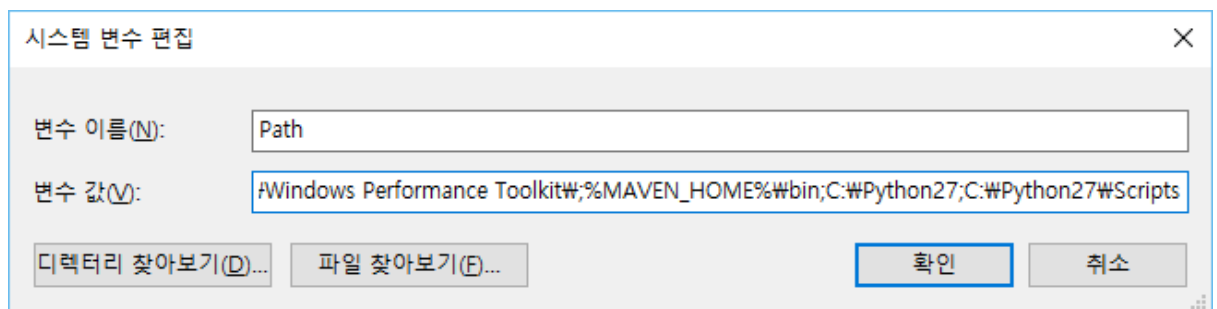 시스템 변수 편집
변수 이름(N):
Path
변수 값(V):
Windows Performance Toolkit₩;%MAVEN_HOME%₩bin;C:₩Python27;C:₩Python27₩Scripts
디렉터리 찾아보기(D)...
파일 찾아보기(F)...
확인
취소